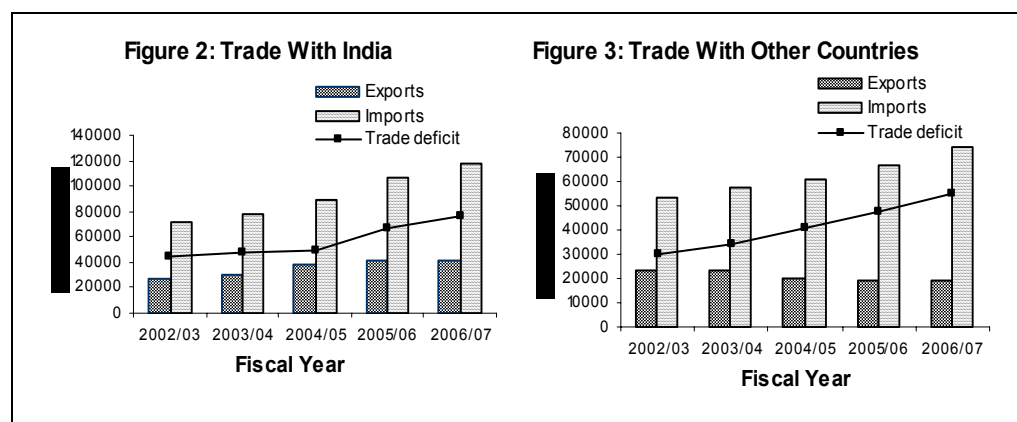 Figure 2: Trade With India
Exports
Imports
Trade deficit
140000
120000
100000
80000
60000
40000
20000
0
2002/03 2003/04 2004/05 2005/06 2006/07
Fiscal Year
Figure 3: Trade With Other Countries
Exports
Imports
Trade deficit
80000
70000
60000
50000
40000
30000
20000
10000
0
2002/03 2003/04 2004/05 2005/06 2006/07
Fiscal Year